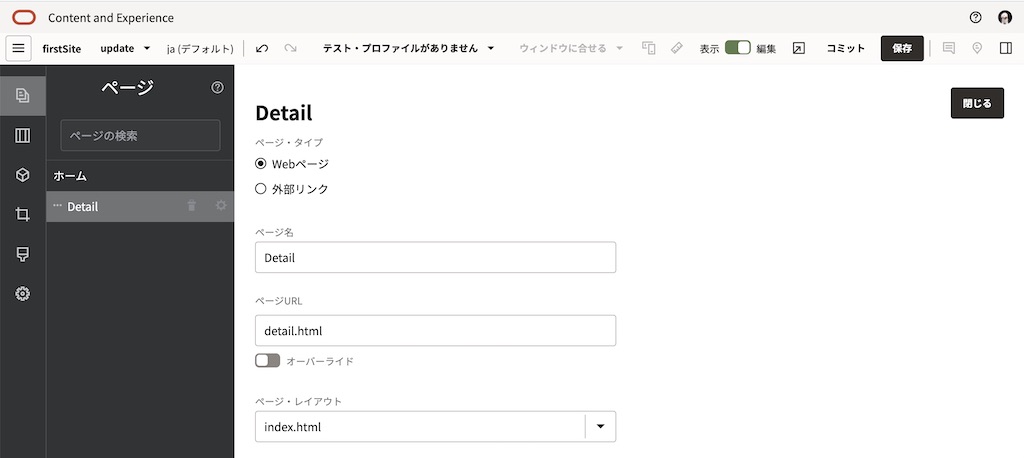 Content and Experience
firstSite update ja (デフォルト) テスト・プロファイルがありません ウィンドウに合せる 表示 編集 コミット 保存
ページ
ページの検索
ホーム
Detail
閉じる
Detail
ページ・タイプ
Webページ
外部リンク
ページ名
Detail
ページURL
detail.html
オーバーライド
ページ・レイアウト
index.html